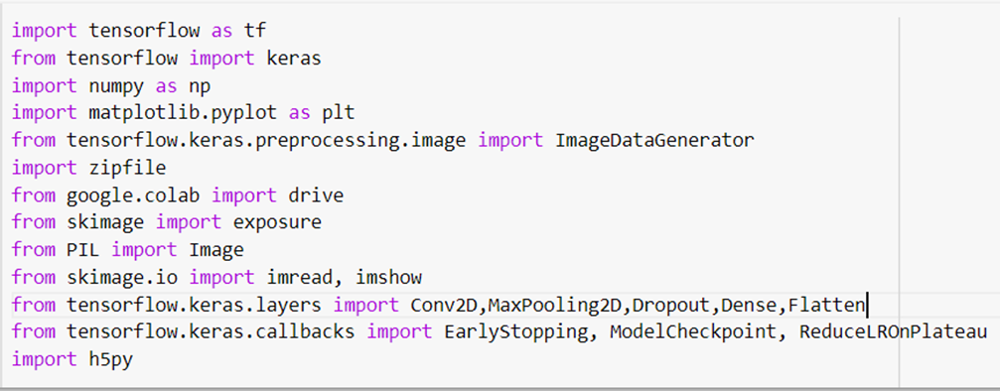 import tensorflow as tf
from tensorflow import keras
import numpy as np
import matplotlib.pyplot as plt
from tensorflow.keras.preprocessing.image import ImageDataGenerator
import zipfile
from google.colab import drive
from skimage import exposure
from PIL import Image
from skimage.io import imread, imshow
from tensorflow.keras.layers import Conv2D,MaxPooling2D,Dropout,Dense,Flatten
from tensorflow.keras.callbacks import EarlyStopping, ModelCheckpoint, ReduceLROnPlateau
import h5py